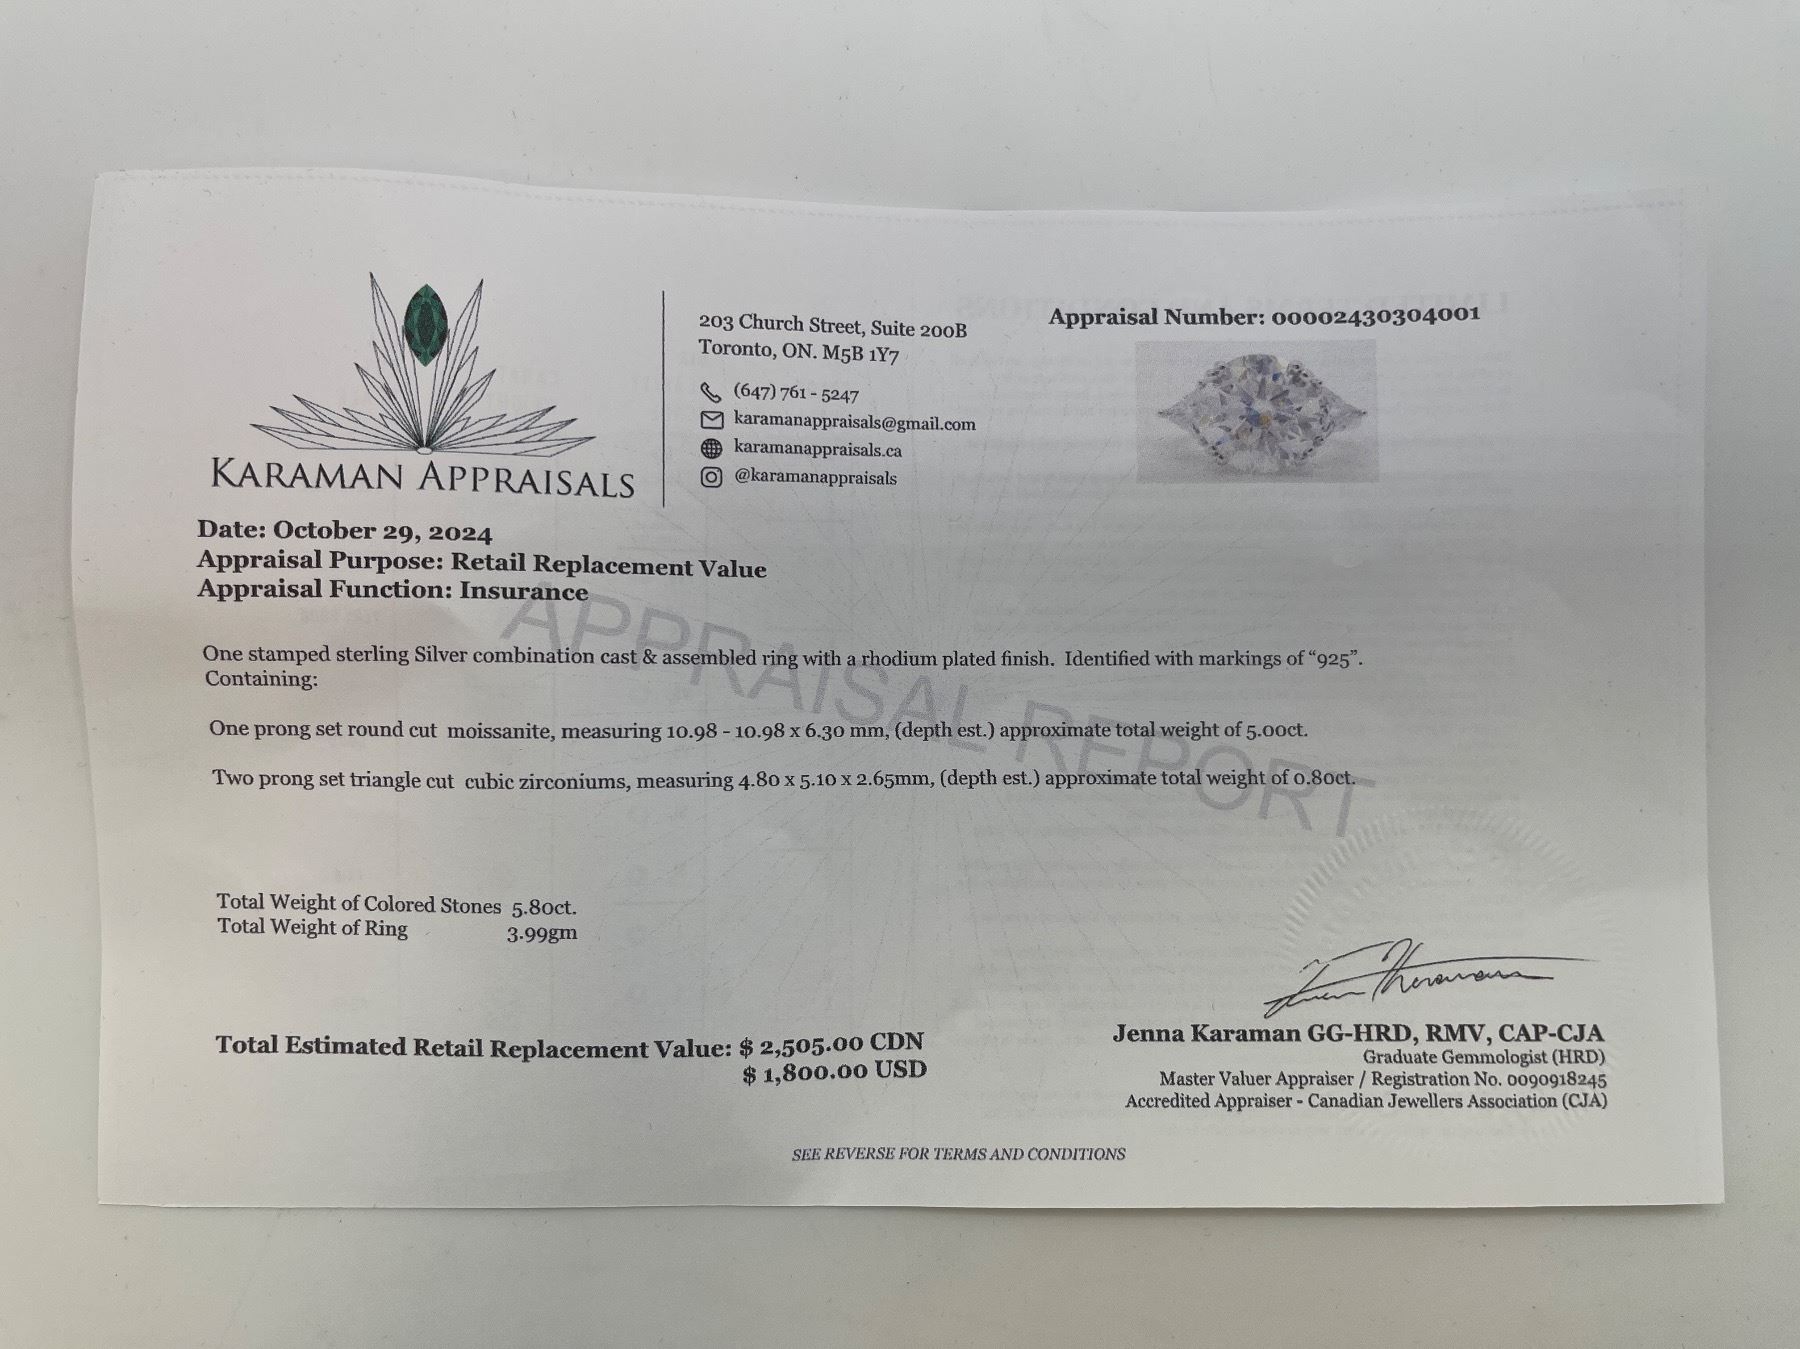 KARAMAN APPRAISALS
203 Church Street, Suite 200B
Toronto, ON. M5B 1Y7
(647) 761 - 5247
karamanappraisals@gmail.com
karamanappraisals.ca
@karamanappraisals
Appraisal Number: 00002430304001
Date: October 29, 2024
Appraisal Purpose: Retail Replacement Value
Appraisal Function: Insurance
APPRAISAL REPORT
One stamped sterling Silver combination cast & assembled ring with a rhodium plated finish. Identified with markings of “925”.
Containing:
One prong set round cut moissanite, measuring 10.98 - 10.98 x 6.30 mm, (depth est.) approximate total weight of 5.00ct.
Two prong set triangle cut cubic zirconiums, measuring 4.80 x 5.10 x 2.65mm, (depth est.) approximate total weight of 0.80ct.
Total Weight of Colored Stones 5.80ct.
Total Weight of Ring 3.99gm
Total Estimated Retail Replacement Value: $ 2,505.00 CDN
$ 1,800.00 USD
Jenna Karaman GG-HRD, RMV, CAP-CJA
Graduate Gemmologist (HRD)
Master Valuer Appraiser / Registration No. 0090918245
Accredited Appraiser - Canadian Jewellers Association (CJA)
SEE REVERSE FOR TERMS AND CONDITIONS